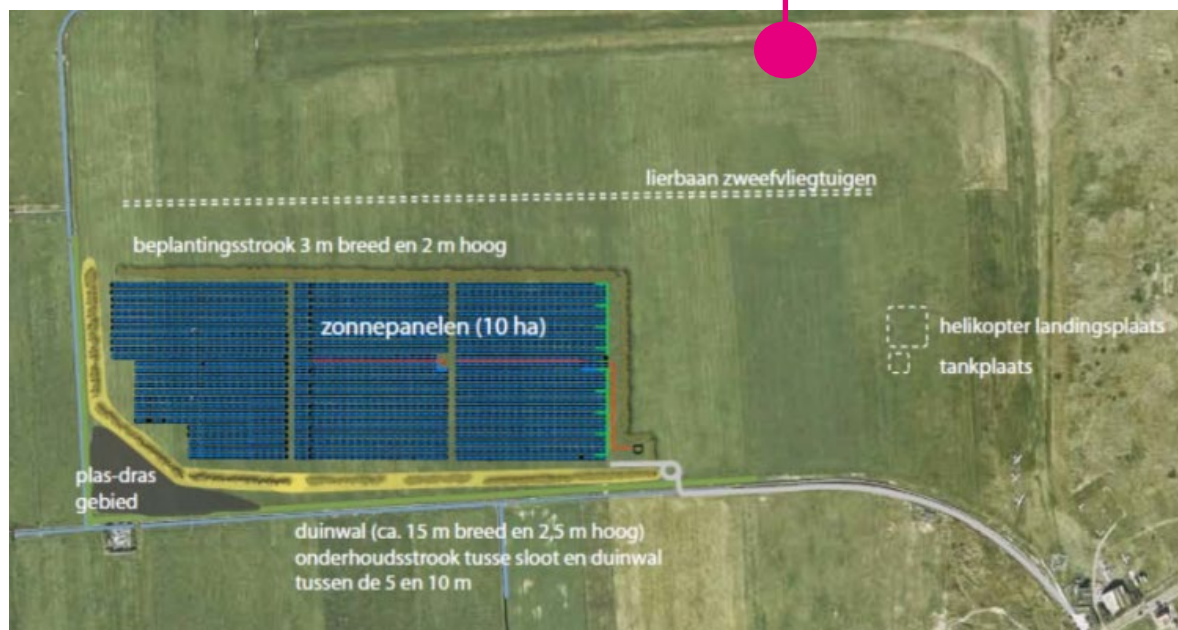 lierbaan zweefvliegtuigen
beplantingsstrook 3 m breed en 2 m hoog
zonnepanelen (10 ha)
helikopter landingsplaats
tankplaats
plas-dras
gebied
duinwal (ca. 15 m breed en 2,5 m hoog)
onderhoudsstrook tusse sloot en duinwal
tussen de 5 en 10 m